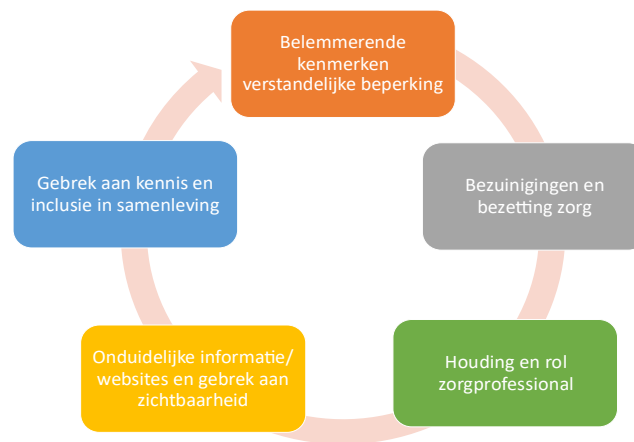 Belemmerende
kenmerken
verstandelijke beperking
Bezuinigingen en
bezetting zorg
Houding en rol
zorgprofessional
Onduidelijke informatie/
websites en gebrek aan
zichtbaarheid
Gebrek aan kennis en
inclusie in samenleving